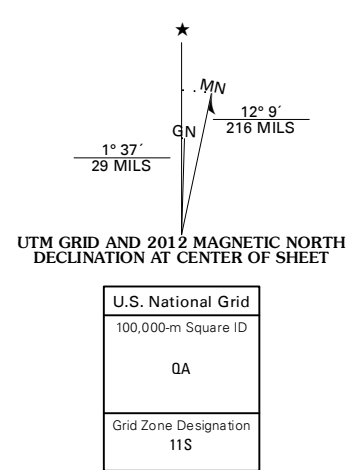 ★
MN
GN
12° 9´
216 MILS
1° 37´
29 MILS
UTM GRID AND 2012 MAGNETIC NORTH
DECLINATION AT CENTER OF SHEET
U.S. National Grid
100,000-m Square ID
QA
Grid Zone Designation
11S